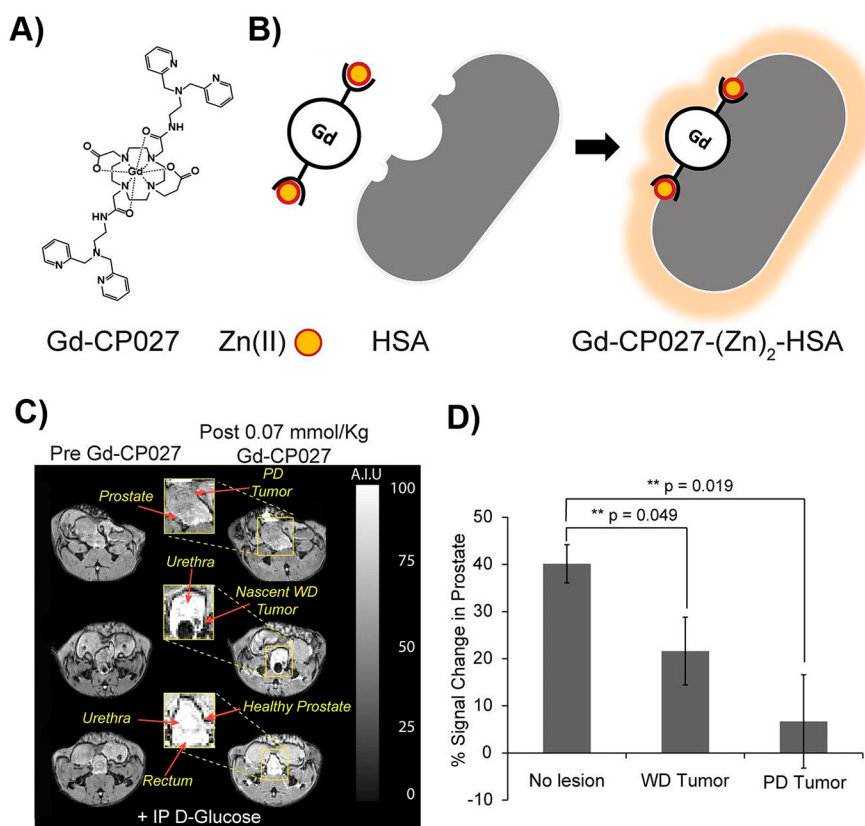 A)
N
N
N
N
N
NH
O
O
O
N
N
Gd
N
N
O
O
O
HN
N
N
N
B)
Gd
Gd
Gd-CP027
Zn(II)
HSA
Gd-CP027-(Zn)2-HSA
C)
Pre Gd-CP027
Post 0.07 mmol/Kg
Gd-CP027
A.I.U
PD
Tumor
Prostate
Urethra
Nascent WD
Tumor
Urethra
Healthy Prostate
Rectum
+ IP D-Glucose
100
75
50
25
0
D)
** p = 0.019
** p = 0.049
% Signal Change in Prostate
50
40
30
20
10
0
-10
No lesion
WD Tumor
PD Tumor